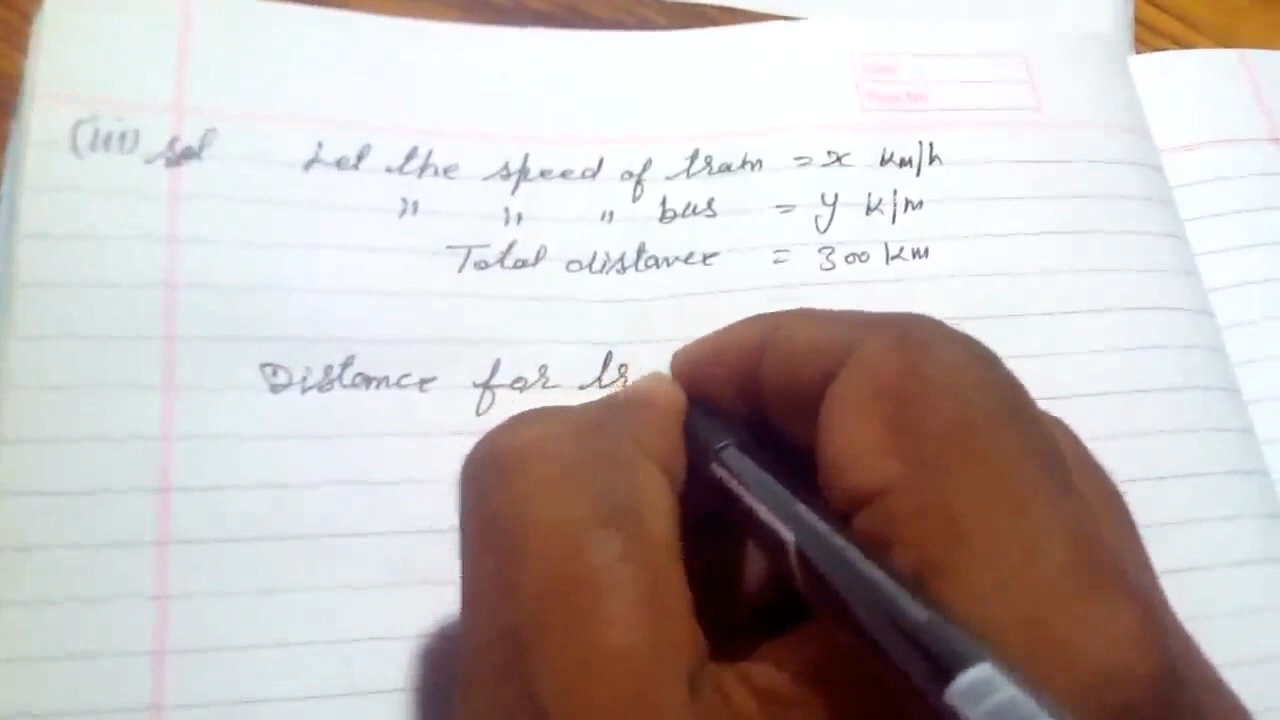 (iii) sol Let the speed of train = x km/h
" " " bus = y k/m
Total distance = 300 km
Distance for tr